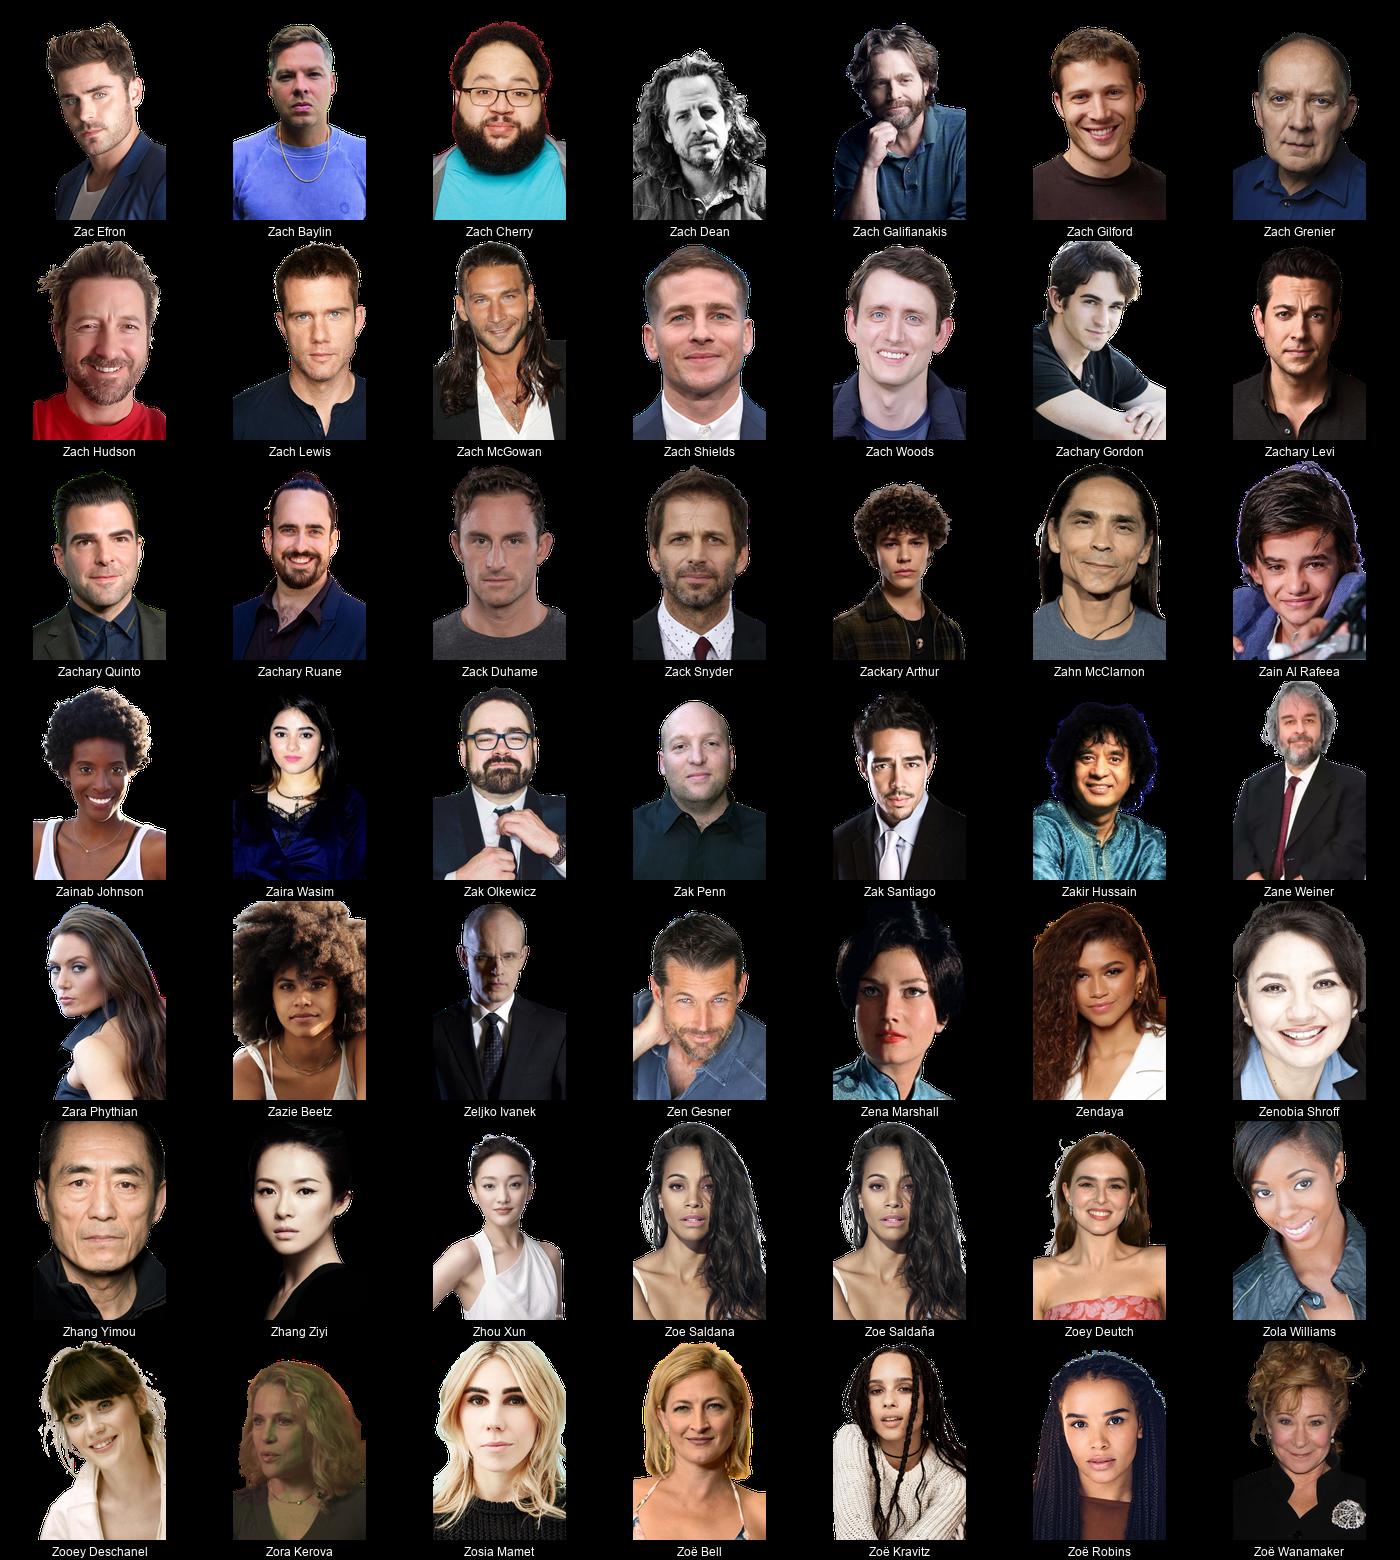 Zac Efron
Zach Baylin
Zach Cherry
Zach Dean
Zach Galifianakis
Zach Gilford
Zach Grenier
Zach Hudson
Zach Lewis
Zach McGowan
Zach Shields
Zach Woods
Zachary Gordon
Zachary Levi
Zachary Quinto
Zachary Ruane
Zack Duhame
Zack Snyder
Zackary Arthur
Zahn McClarnon
Zain Al Rafeea
Zainab Johnson
Zaira Wasim
Zak Olkewicz
Zak Penn
Zak Santiago
Zakir Hussain
Zane Weiner
Zara Phythian
Zazie Beetz
Zeljko Ivanek
Zen Gesner
Zena Marshall
Zendaya
Zenobia Shroff
Zhang Yimou
Zhang Ziyi
Zhou Xun
Zoe Saldana
Zoe Saldaña
Zoey Deutch
Zola Williams
Zooey Deschanel
Zora Kerova
Zosia Mamet
Zoë Bell
Zoë Kravitz
Zoë Robins
Zoë Wanamaker